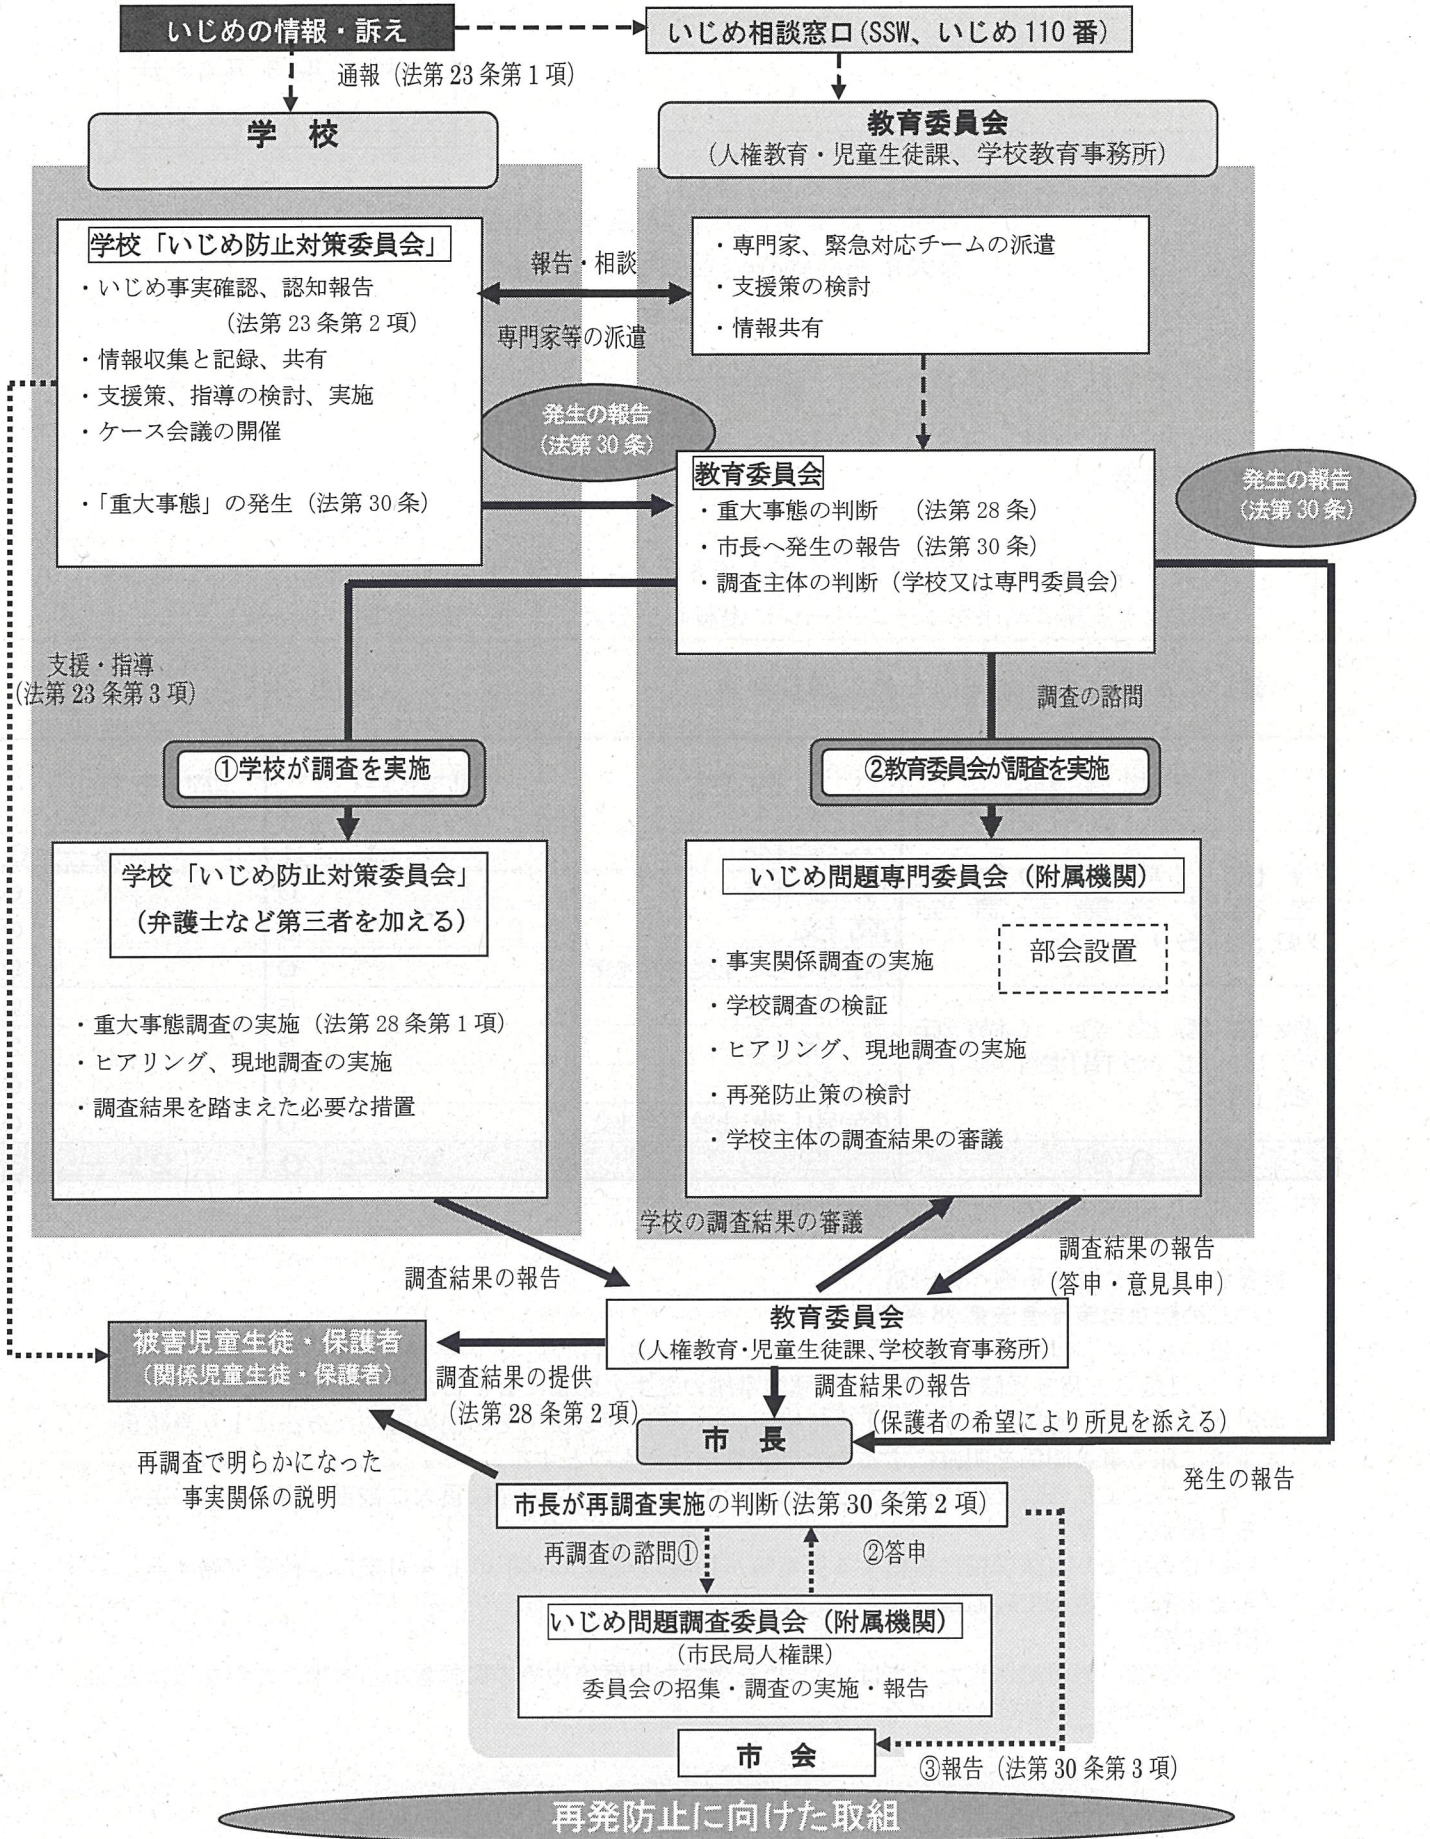 いじめの情報・訴え
いじめ相談窓口(SSW、いじめ110番)
通報（法第23条第1項）
学　校
教育委員会
（人権教育・児童生徒課、学校教育事務所）
学校「いじめ防止対策委員会」
・いじめ事実確認、認知報告
（法第23条第2項）
・情報収集と記録、共有
・支援策、指導の検討、実施
・ケース会議の開催
・「重大事態」の発生（法第30条）
報告・相談
専門家等の派遣
・専門家、緊急対応チームの派遣
・支援策の検討
・情報共有
発生の報告
（法第30条）
教育委員会
・重大事態の判断　（法第28条）
・市長へ発生の報告（法第30条）
・調査主体の判断（学校又は専門委員会）
発生の報告
（法第30条）
支援・指導
（法第23条第3項）
調査の諮問
①学校が調査を実施
②教育委員会が調査を実施
学校「いじめ防止対策委員会」
（弁護士など第三者を加える）
・重大事態調査の実施（法第28条第1項）
・ヒアリング、現地調査の実施
・調査結果を踏まえた必要な措置
いじめ問題専門委員会（附属機関）
部会設置
・事実関係調査の実施
・学校調査の検証
・ヒアリング、現地調査の実施
・再発防止策の検討
・学校主体の調査結果の審議
学校の調査結果の審議
調査結果の報告
調査結果の報告
（答申・意見具申）
教育委員会
（人権教育・児童生徒課、学校教育事務所）
被害児童生徒・保護者
（関係児童生徒・保護者）
調査結果の提供
（法第28条第2項）
調査結果の報告
（保護者の希望により所見を添える）
市　長
発生の報告
再調査で明らかになった
事実関係の説明
市長が再調査実施の判断（法第30条第2項）
再調査の諮問①
②答申
いじめ問題調査委員会（附属機関）
（市民局人権課）
委員会の招集・調査の実施・報告
市　会
③報告（法第30条第3項）
再発防止に向けた取組